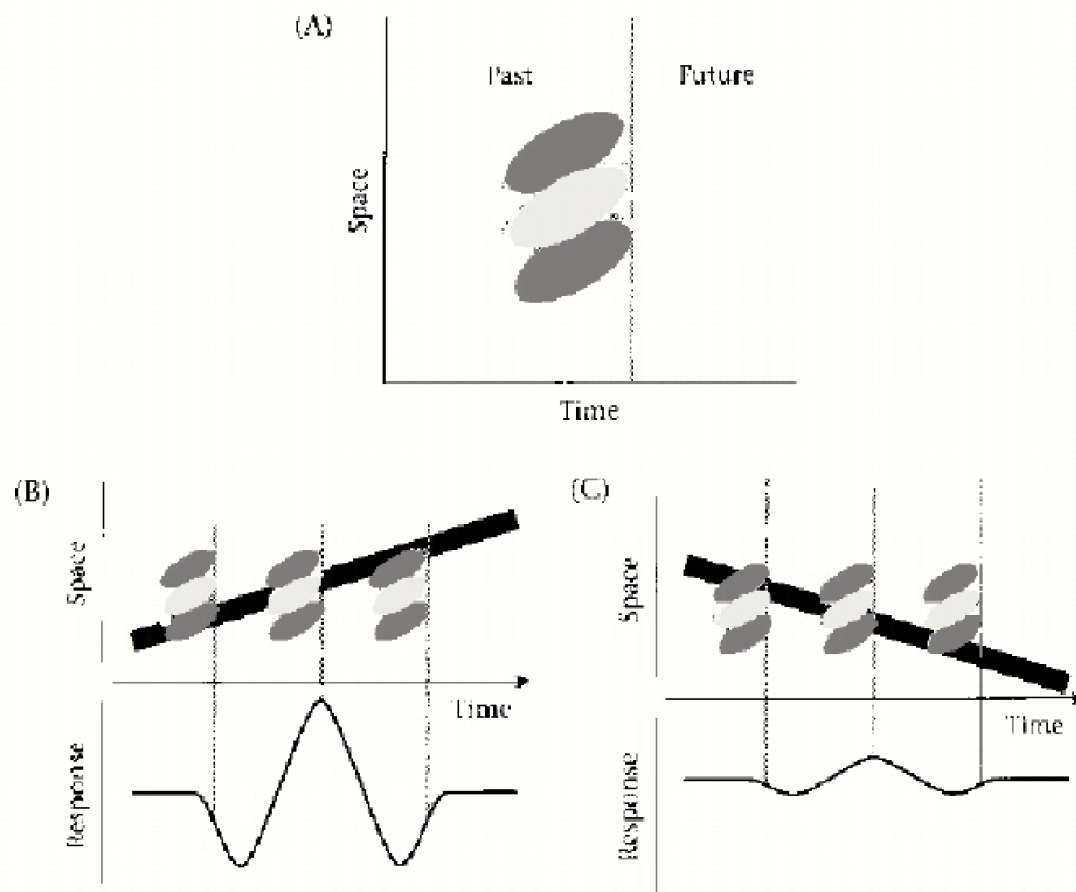 (A)
Past Future
Space
Time
(B)
Space
Time
Response
(C)
Space
Time
Response